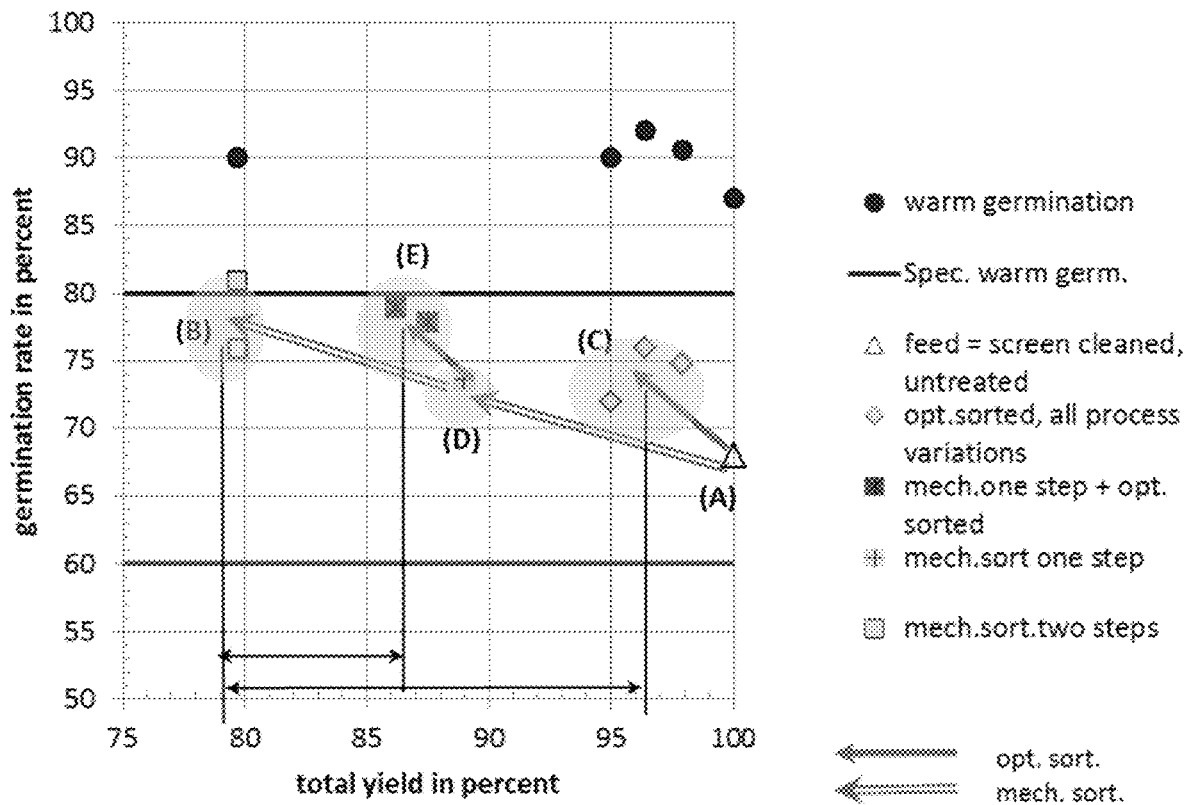 100
95
90
85
80
75
70
65
60
55
50
germination rate in percent
75
80
85
90
95
100
total yield in percent
(E)
(B)
(C)
(D)
(A)
warm germination
Spec. warm germ.
feed = screen cleaned,
untreated
opt.sorted, all process
variations
mech.one step + opt.
sorted
mech.sort one step
mech.sort.two steps
opt. sort.
mech. sort.